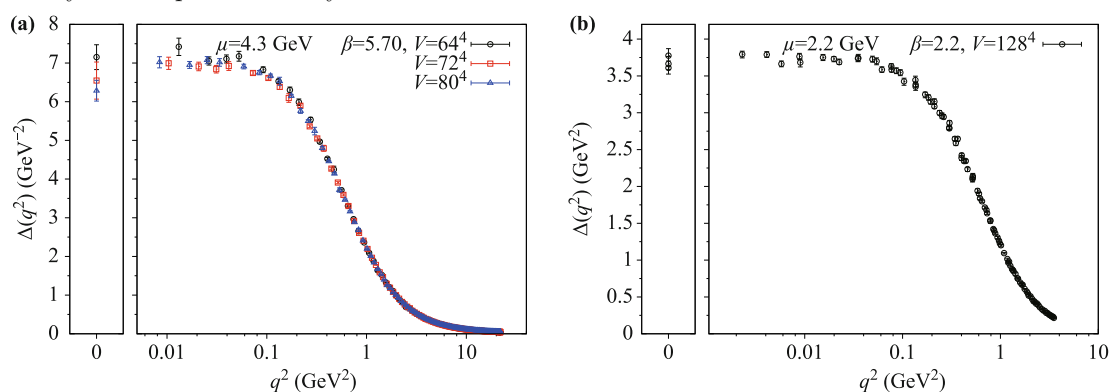 (a)
8
7
6
5
4
3
2
1
0
Δ(q²) (GeV⁻²)
μ=4.3 GeV
β=5.70, V=64⁴
V=72⁴
V=80⁴
0
0.01
0.1
1
10
q² (GeV²)
(b)
4
3.5
3
2.5
2
1.5
1
0.5
0
Δ(q²) (GeV²)
μ=2.2 GeV
β=2.2, V=128⁴
0
0.01
0.1
1
10
q² (GeV²)